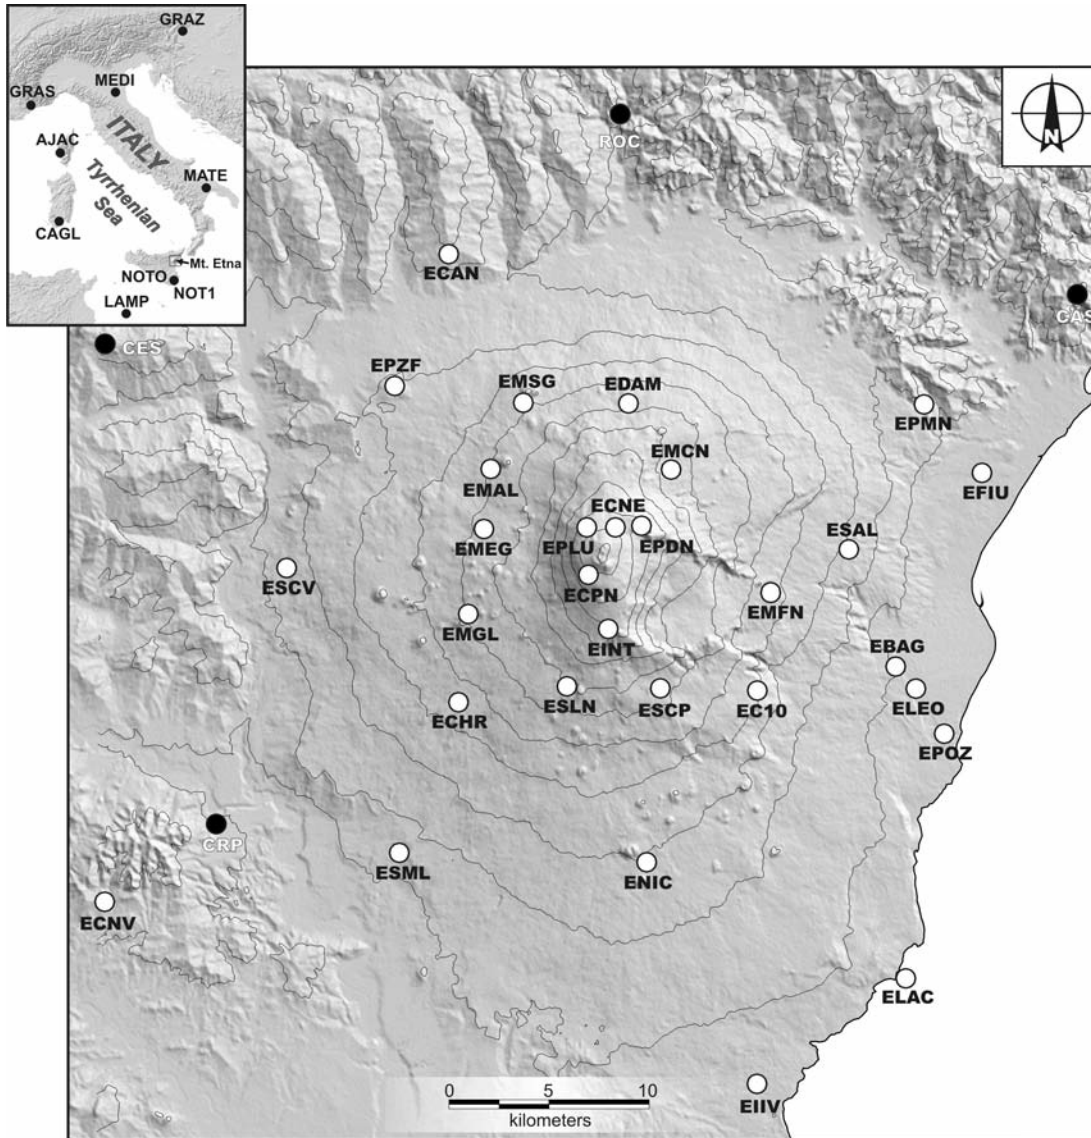 GRAZ
GRAS
MEDI
AJAC
ITALY
Tyrrhenian
Sea
MATE
CAGL
Mt. Etna
NOTO
NOT1
LAMP
N
ROC
ECAN
CAS
CES
EPZF
EMSG
EDAM
EPMN
EMCN
EMAL
EFIU
ECNE
EMEG
EPLU
EPDN
ESAL
ESCV
ECPN
EMFN
EMGL
EINT
EBAG
ESLN
ESCP
EC10
ELEO
ECHR
EPOZ
CRP
ESML
ENIC
ECNV
ELAC
0 5 10
kilometers
EIIV